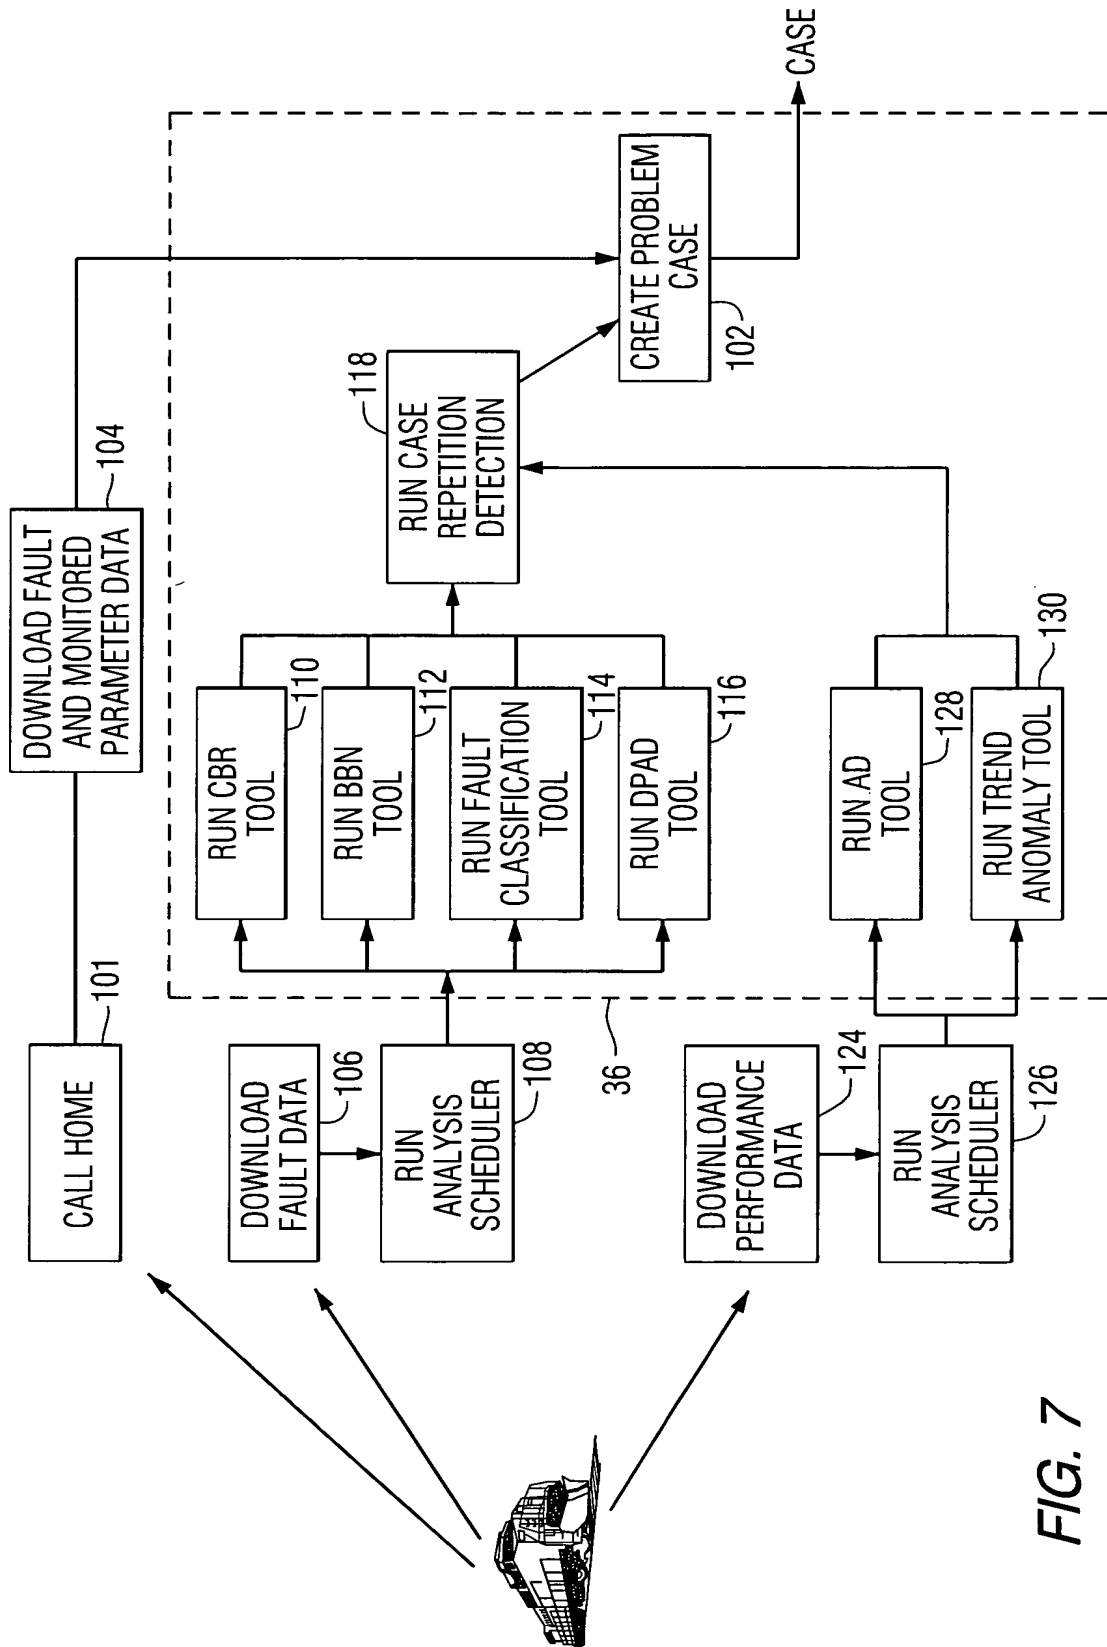 CALL HOME
101
DOWNLOAD FAULT
AND MONITORED
PARAMETER DATA
104
DOWNLOAD
FAULT DATA
106
RUN
ANALYSIS
SCHEDULER
108
RUN CBR
TOOL
110
RUN BBN
TOOL
112
RUN FAULT
CLASSIFICATION
TOOL
114
RUN DPAD
TOOL
116
RUN CASE
REPETITION
DETECTION
118
CREATE PROBLEM
CASE
102
CASE
36
DOWNLOAD
PERFORMANCE
DATA
124
RUN
ANALYSIS
SCHEDULER
126
RUN AD
TOOL
128
RUN TREND
ANOMALY TOOL
130
FIG. 7